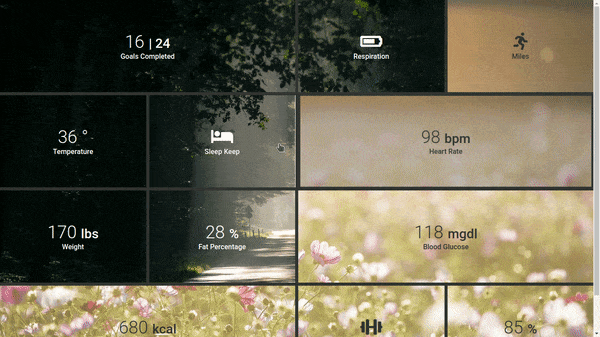 16 | 24
Goals Completed
Respiration
Miles
36 °
Temperature
Sleep Keep
98 bpm
Heart Rate
170 lbs
Weight
28 %
Fat Percentage
118 mgdl
Blood Glucose
680 kcal
85 %